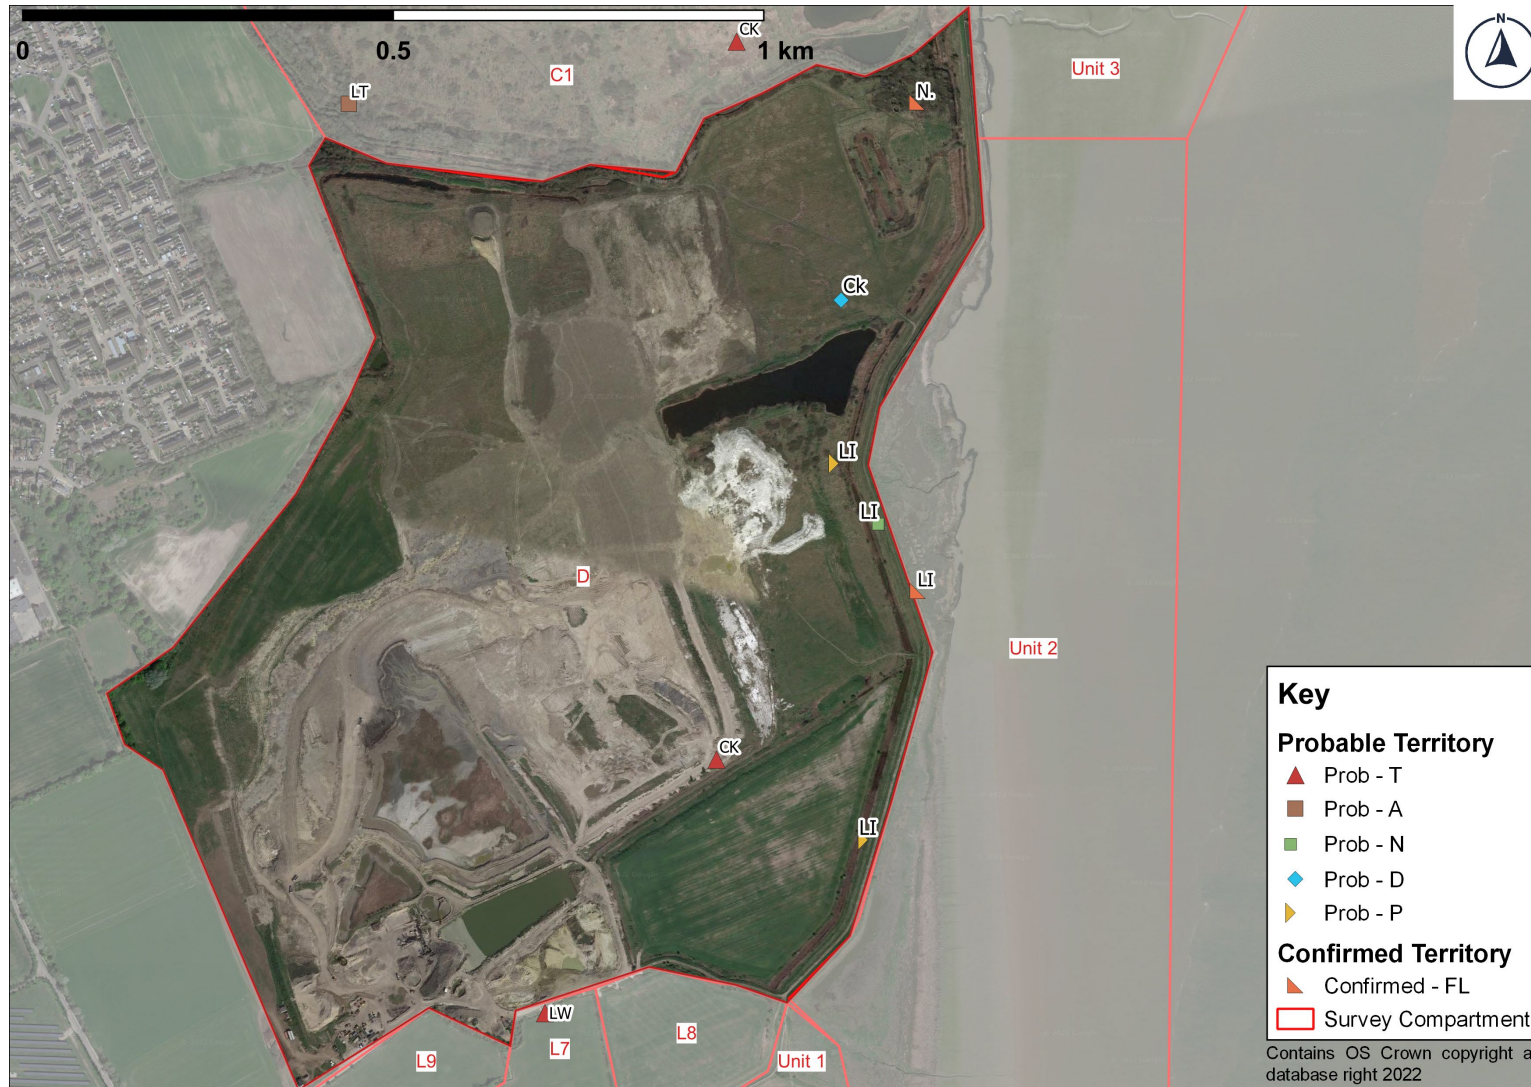 0
0.5
1 km
CK
N
LT
C1
N.
Unit 3
Ck
LI
LI
D
LI
Unit 2
CK
LI
LW
L9
L7
L8
Unit 1
Key
Probable Territory
Prob - T
Prob - A
Prob - N
Prob - D
Prob - P
Confirmed Territory
Confirmed - FL
Survey Compartment
Contains OS Crown copyright a
database right 2022